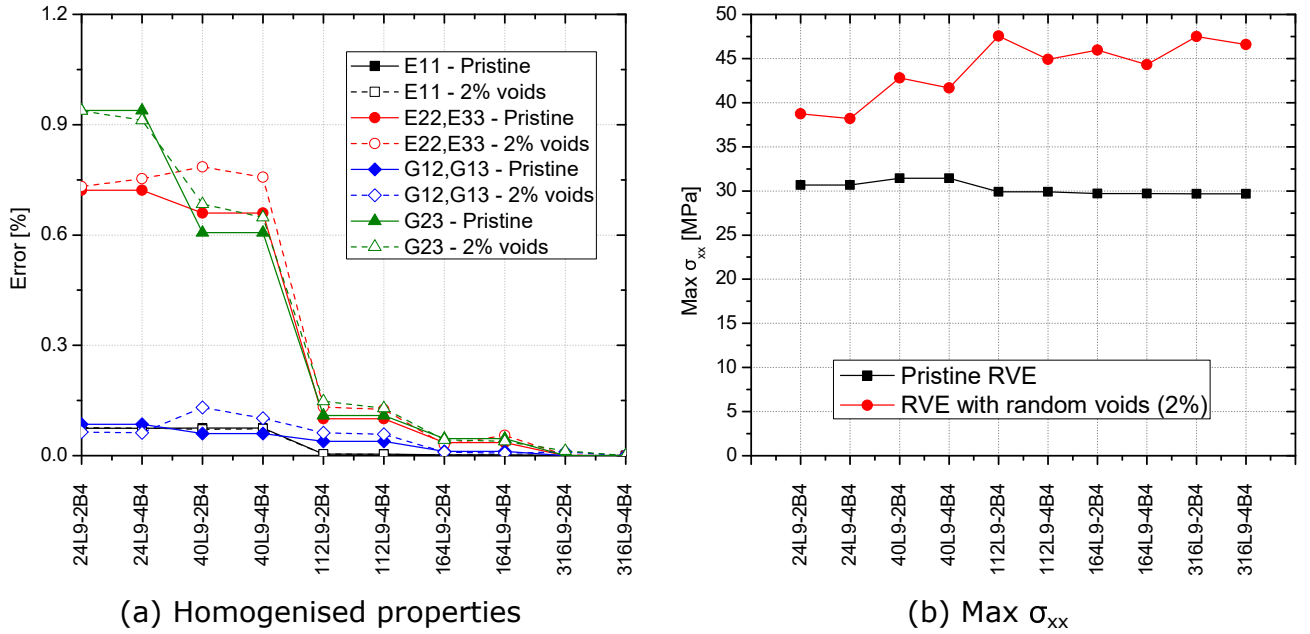 1.2
0.9
0.6
0.3
0.0
Error [%]
E11 - Pristine
E11 - 2% voids
E22,E33 - Pristine
E22,E33 - 2% voids
G12,G13 - Pristine
G12,G13 - 2% voids
G23 - Pristine
G23 - 2% voids
24L9-2B4
24L9-4B4
40L9-2B4
40L9-4B4
112L9-2B4
112L9-4B4
164L9-2B4
164L9-4B4
316L9-2B4
316L9-4B4
(a) Homogenised properties
50
45
40
35
30
25
20
15
10
5
0
Max σxx [MPa]
Pristine RVE
RVE with random voids (2%)
24L9-2B4
24L9-4B4
40L9-2B4
40L9-4B4
112L9-2B4
112L9-4B4
164L9-2B4
164L9-4B4
316L9-2B4
316L9-4B4
(b) Max σxx